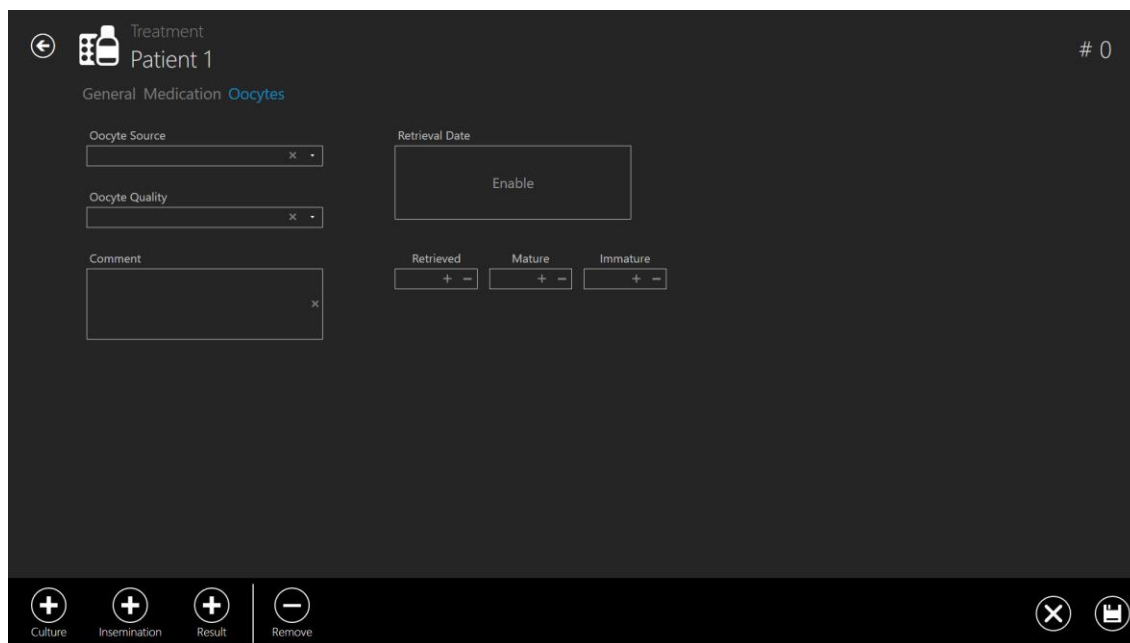 Treatment
Patient 1
# 0
General Medication Oocytes
Oocyte Source
Retrieval Date
Enable
Oocyte Quality
Comment
Retrieved Mature Immature
Culture Insemination Result Remove